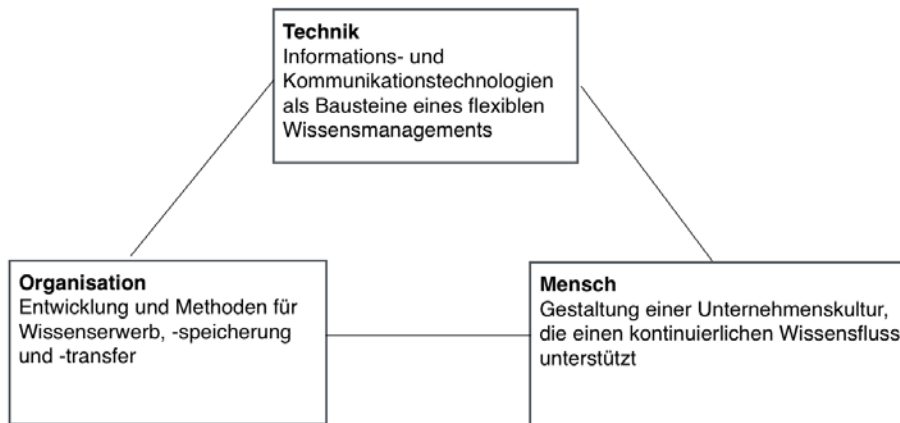 Technik
Informations- und
Kommunikationstechnologien
als Bausteine eines flexiblen
Wissensmanagements
Organisation
Entwicklung und Methoden für
Wissenserwerb, -speicherung
und -transfer
Mensch
Gestaltung einer Unternehmenskultur,
die einen kontinuierlichen Wissensfluss
unterstützt